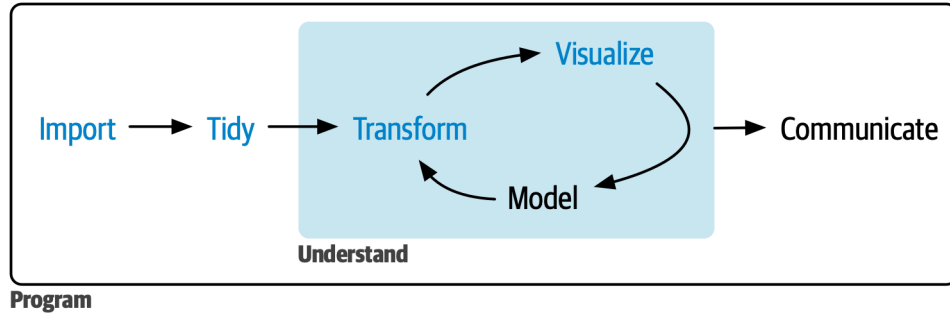 Import
Tidy
Transform
Visualize
Model
Communicate
Understand
Program